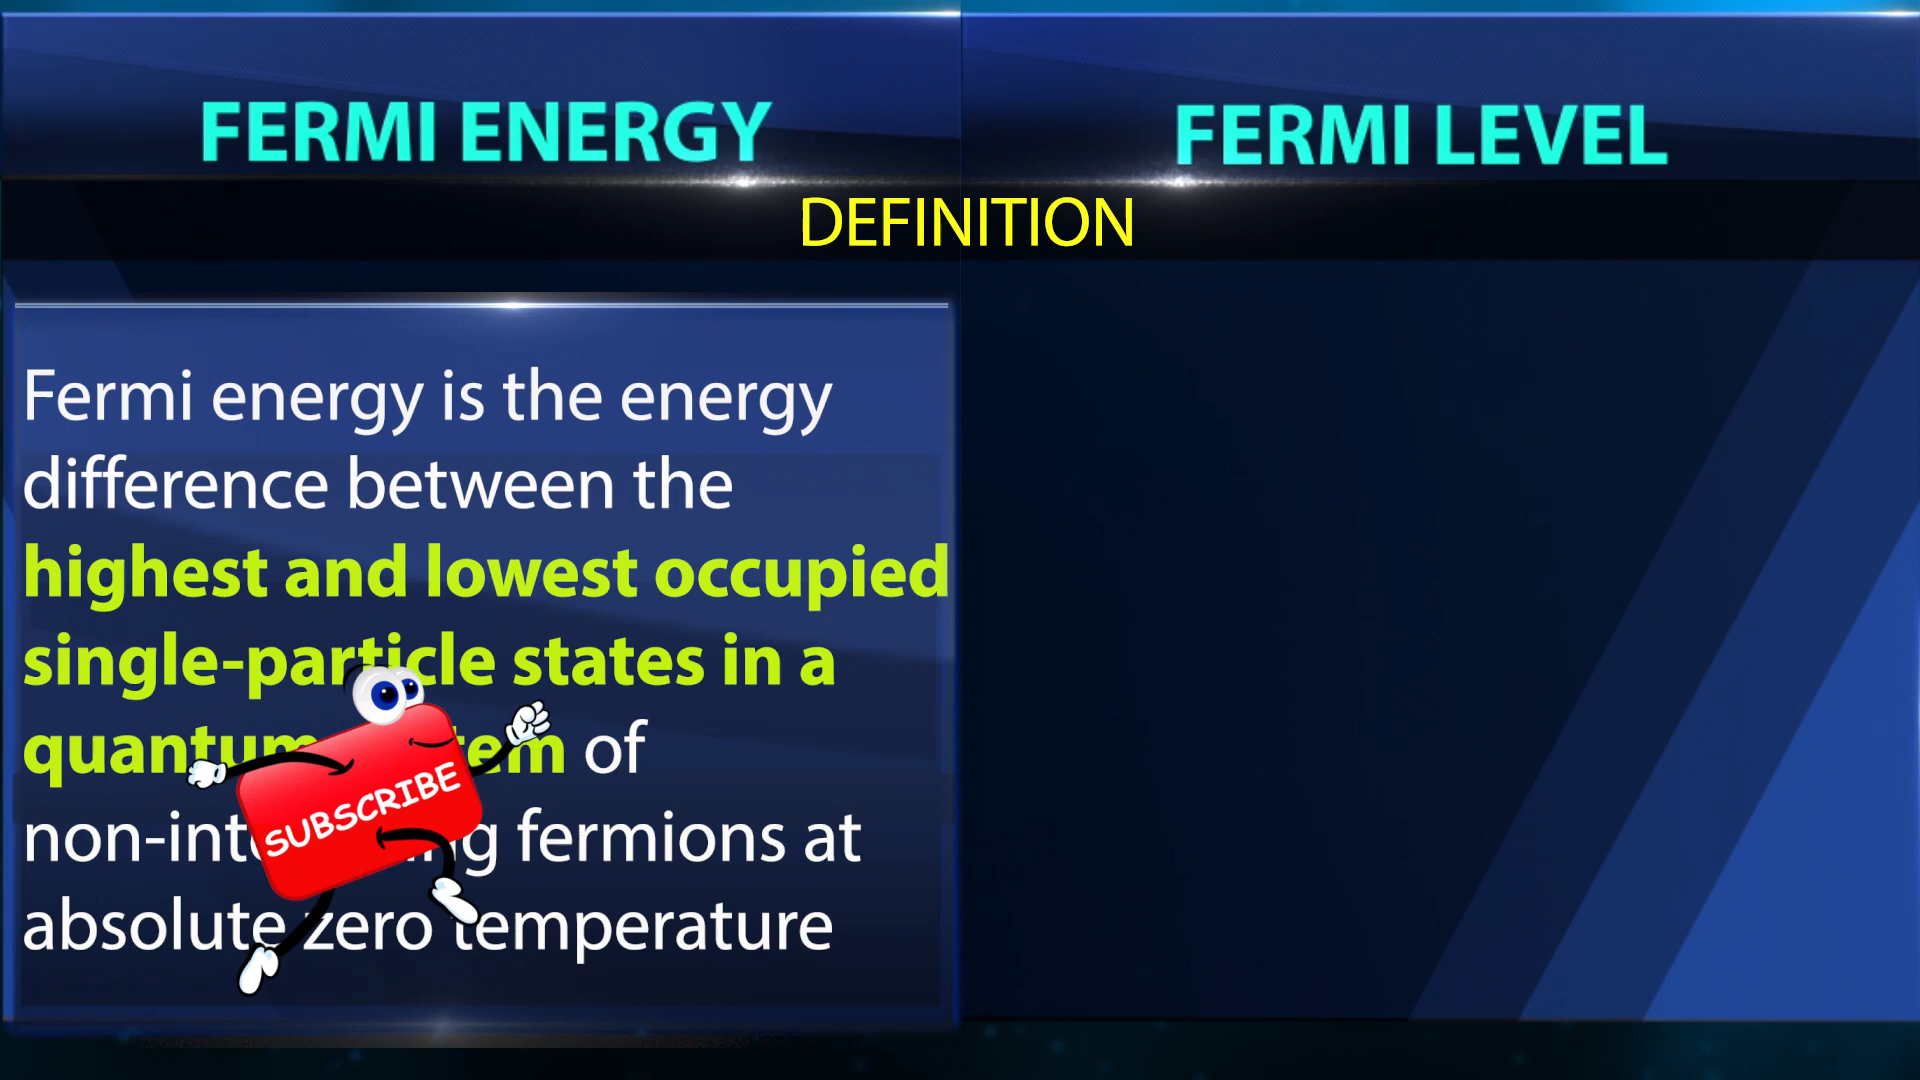 FERMI ENERGY
FERMI LEVEL
DEFINITION
Fermi energy is the energy
difference between the
highest and lowest occupied
single-particle states in a
of
fermions at
absolute zero temperature
SUBSCRIBE